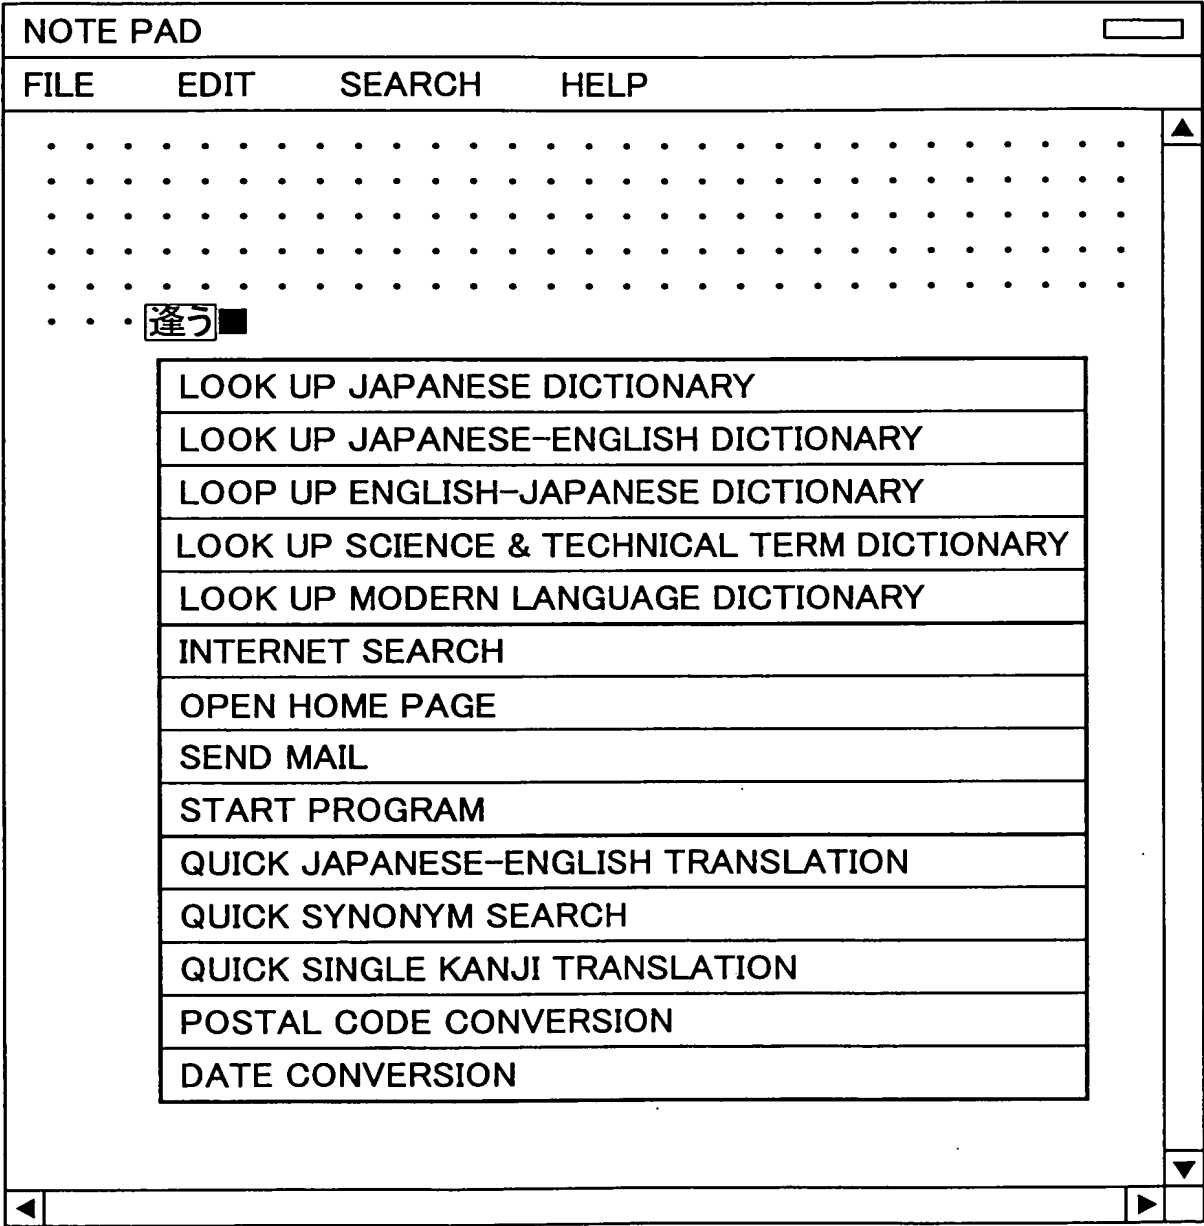 NOTE PAD
FILE EDIT SEARCH HELP
逢う
LOOK UP JAPANESE DICTIONARY
LOOK UP JAPANESE-ENGLISH DICTIONARY
LOOP UP ENGLISH-JAPANESE DICTIONARY
LOOK UP SCIENCE & TECHNICAL TERM DICTIONARY
LOOK UP MODERN LANGUAGE DICTIONARY
INTERNET SEARCH
OPEN HOME PAGE
SEND MAIL
START PROGRAM
QUICK JAPANESE-ENGLISH TRANSLATION
QUICK SYNONYM SEARCH
QUICK SINGLE KANJI TRANSLATION
POSTAL CODE CONVERSION
DATE CONVERSION